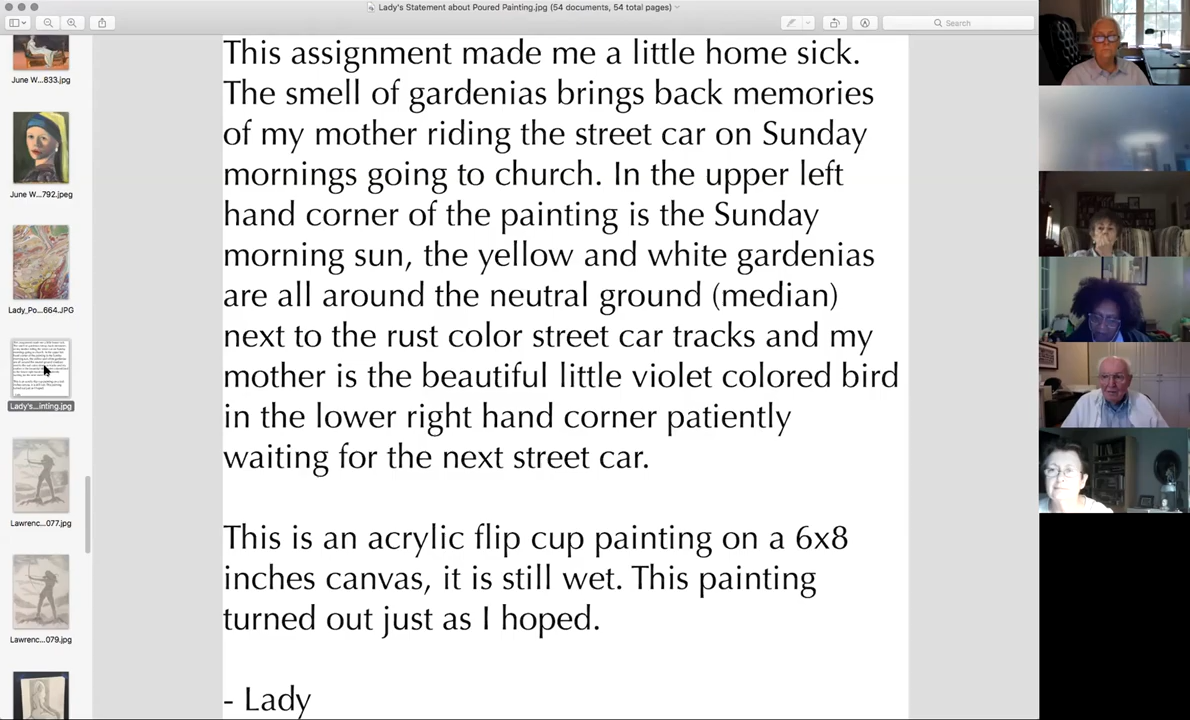 Lady's Statement about Poured Painting.jpg (54 documents, 54 total pages)
Search
June W...833.jpg
June W...792.jpeg
Lady_Po...664.JPG
Lady's...inting.jpg
Lawrenc...077.jpg
Lawrenc...079.jpg
This assignment made me a little home sick.
The smell of gardenias brings back memories
of my mother riding the street car on Sunday
mornings going to church. In the upper left
hand corner of the painting is the Sunday
morning sun, the yellow and white gardenias
are all around the neutral ground (median)
next to the rust color street car tracks and my
mother is the beautiful little violet colored bird
in the lower right hand corner patiently
waiting for the next street car.
This is an acrylic flip cup painting on a 6x8
inches canvas, it is still wet. This painting
turned out just as I hoped.
- Lady